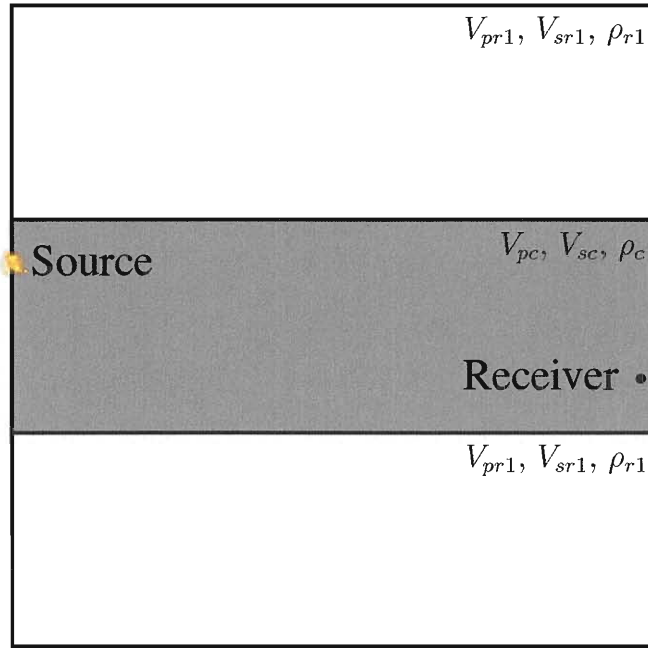 V_{pr1}, V_{sr1}, ρ_{r1}
V_{pc}, V_{sc}, ρ_c
Source
Receiver
V_{pr1}, V_{sr1}, ρ_{r1}